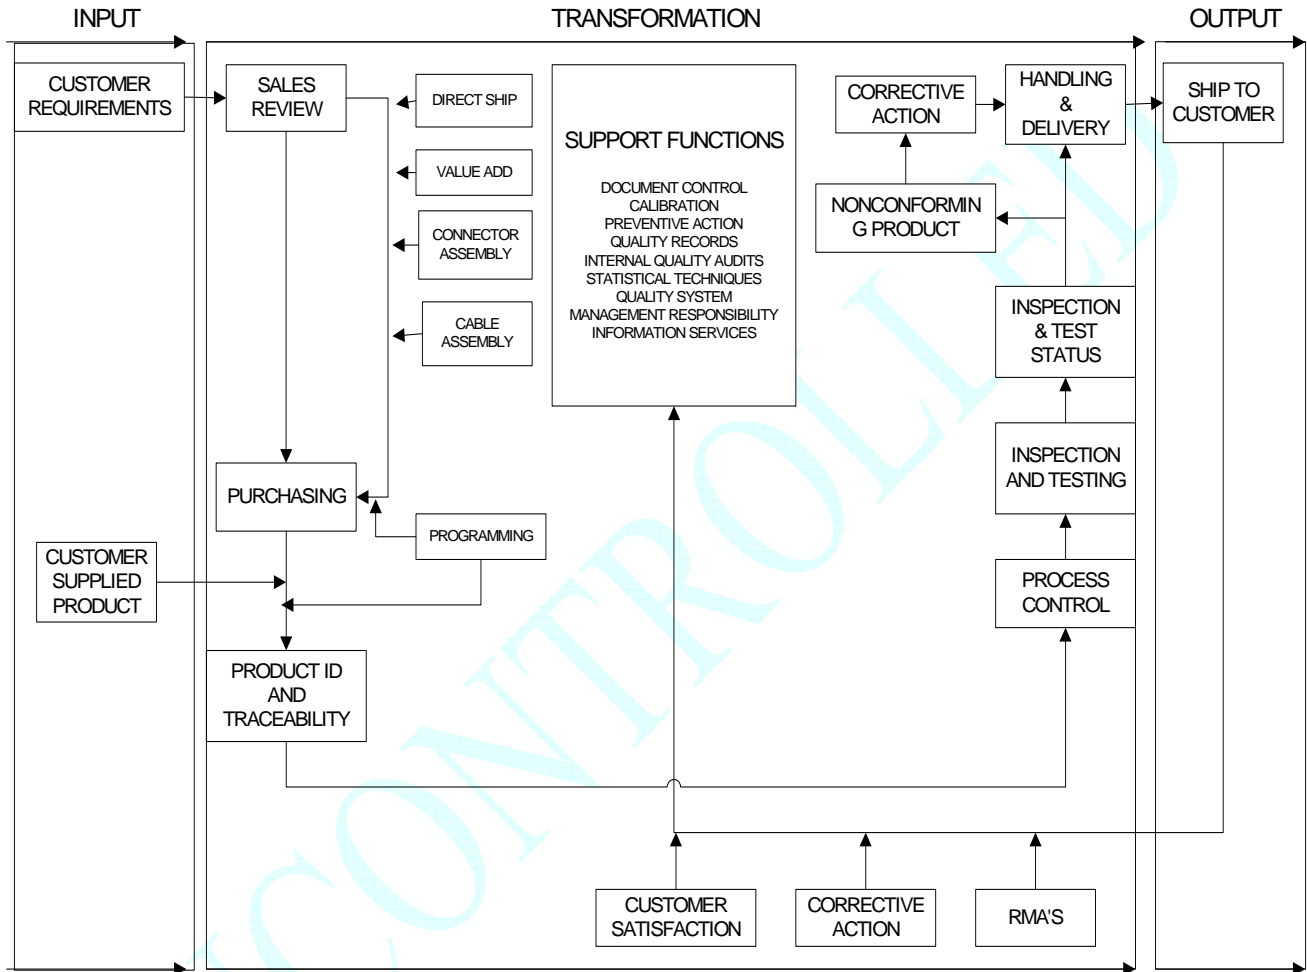 INPUT
TRANSFORMATION
OUTPUT
CUSTOMER
REQUIREMENTS
SALES
REVIEW
DIRECT SHIP
VALUE ADD
CONNECTOR
ASSEMBLY
CABLE
ASSEMBLY
SUPPORT FUNCTIONS
DOCUMENT CONTROL
CALIBRATION
PREVENTIVE ACTION
QUALITY RECORDS
INTERNAL QUALITY AUDITS
STATISTICAL TECHNIQUES
QUALITY SYSTEM
MANAGEMENT RESPONSIBILITY
INFORMATION SERVICES
CORRECTIVE
ACTION
HANDLING
&
DELIVERY
SHIP TO
CUSTOMER
NONCONFORMIN
G PRODUCT
INSPECTION
& TEST
STATUS
INSPECTION
AND TESTING
PROCESS
CONTROL
PURCHASING
PROGRAMMING
CUSTOMER
SUPPLIED
PRODUCT
PRODUCT ID
AND
TRACEABILITY
CUSTOMER
SATISFACTION
CORRECTIVE
ACTION
RMA'S
NCONTROLLED